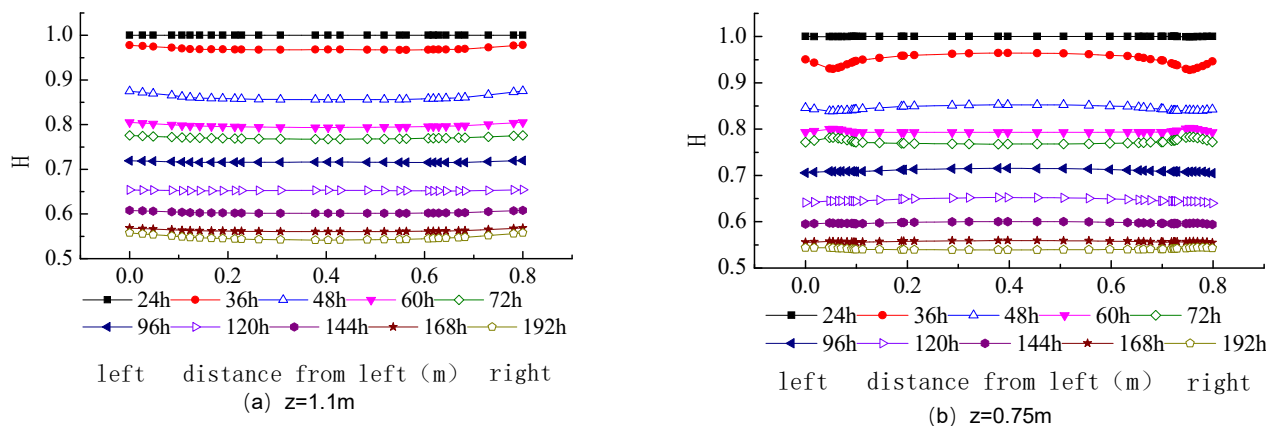 1.0
0.9
0.8
0.7
0.6
0.5
H
0.0 0.2 0.4 0.6 0.8
24h 36h 48h 60h 72h
96h 120h 144h 168h 192h
left distance from left (m) right
(a) z=1.1m
1.0
0.9
0.8
0.7
0.6
0.5
H
0.0 0.2 0.4 0.6 0.8
24h 36h 48h 60h 72h
96h 120h 144h 168h 192h
left distance from left (m) right
(b) z=0.75m